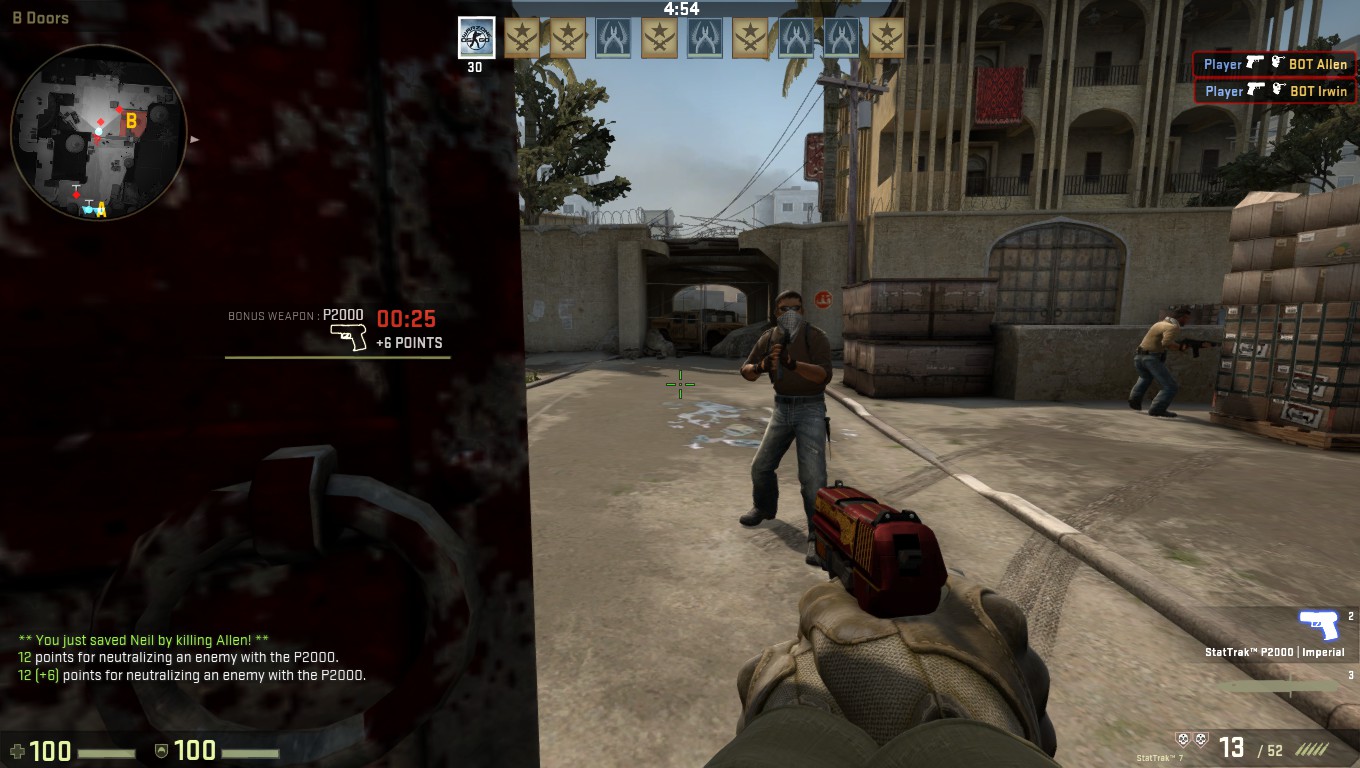 B Doors
4:54
30
Player BOT Allen
Player BOT Irwin
B
T
T
A
BONUS WEAPON : P2000 00:25
+6 POINTS
** You just saved Neil by killing Allen! **
12 points for neutralizing an enemy with the P2000.
12 (+6) points for neutralizing an enemy with the P2000.
2
StatTrak™ P2000 | Imperial
3
100 100
StatTrak™ 7
13 / 52